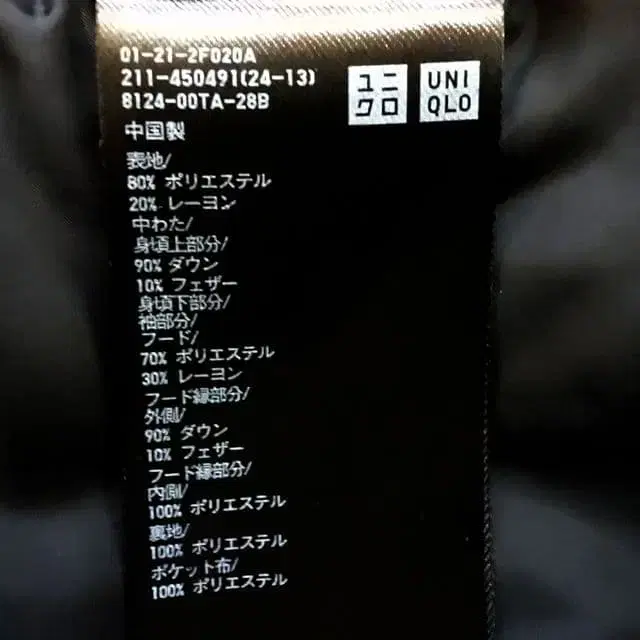 01-21-2F020A
211-450491(24-13)
8124-00TA-28B
ユニ
クロ
UNI
QLO
中国製
表地/
80% ポリエステル
20% レーヨン
中わた/
身頃上部分/
90% ダウン
10% フェザー
身頃下部分/
袖部分/
フード/
70% ポリエステル
30% レーヨン
フード縁部分/
外側/
90% ダウン
10% フェザー
フード縁部分/
内側/
100% ポリエステル
裏地/
100% ポリエステル
ポケット布/
100% ポリエステル